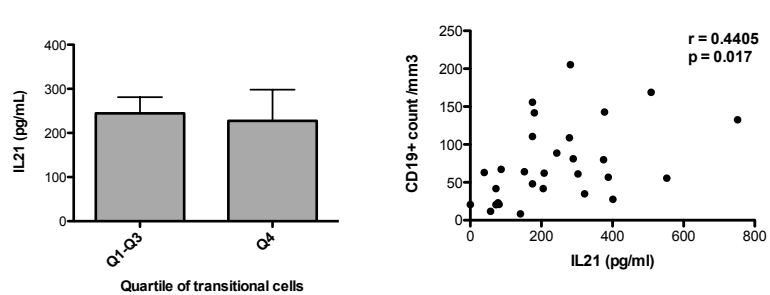 400
300
200
100
0
IL21 (pg/mL)
Q1-Q3
Q4
Quartile of transitional cells
250
200
150
100
50
0
CD19+ count /mm3
r = 0.4405
p = 0.017
0 200 400 600 800
IL21 (pg/ml)